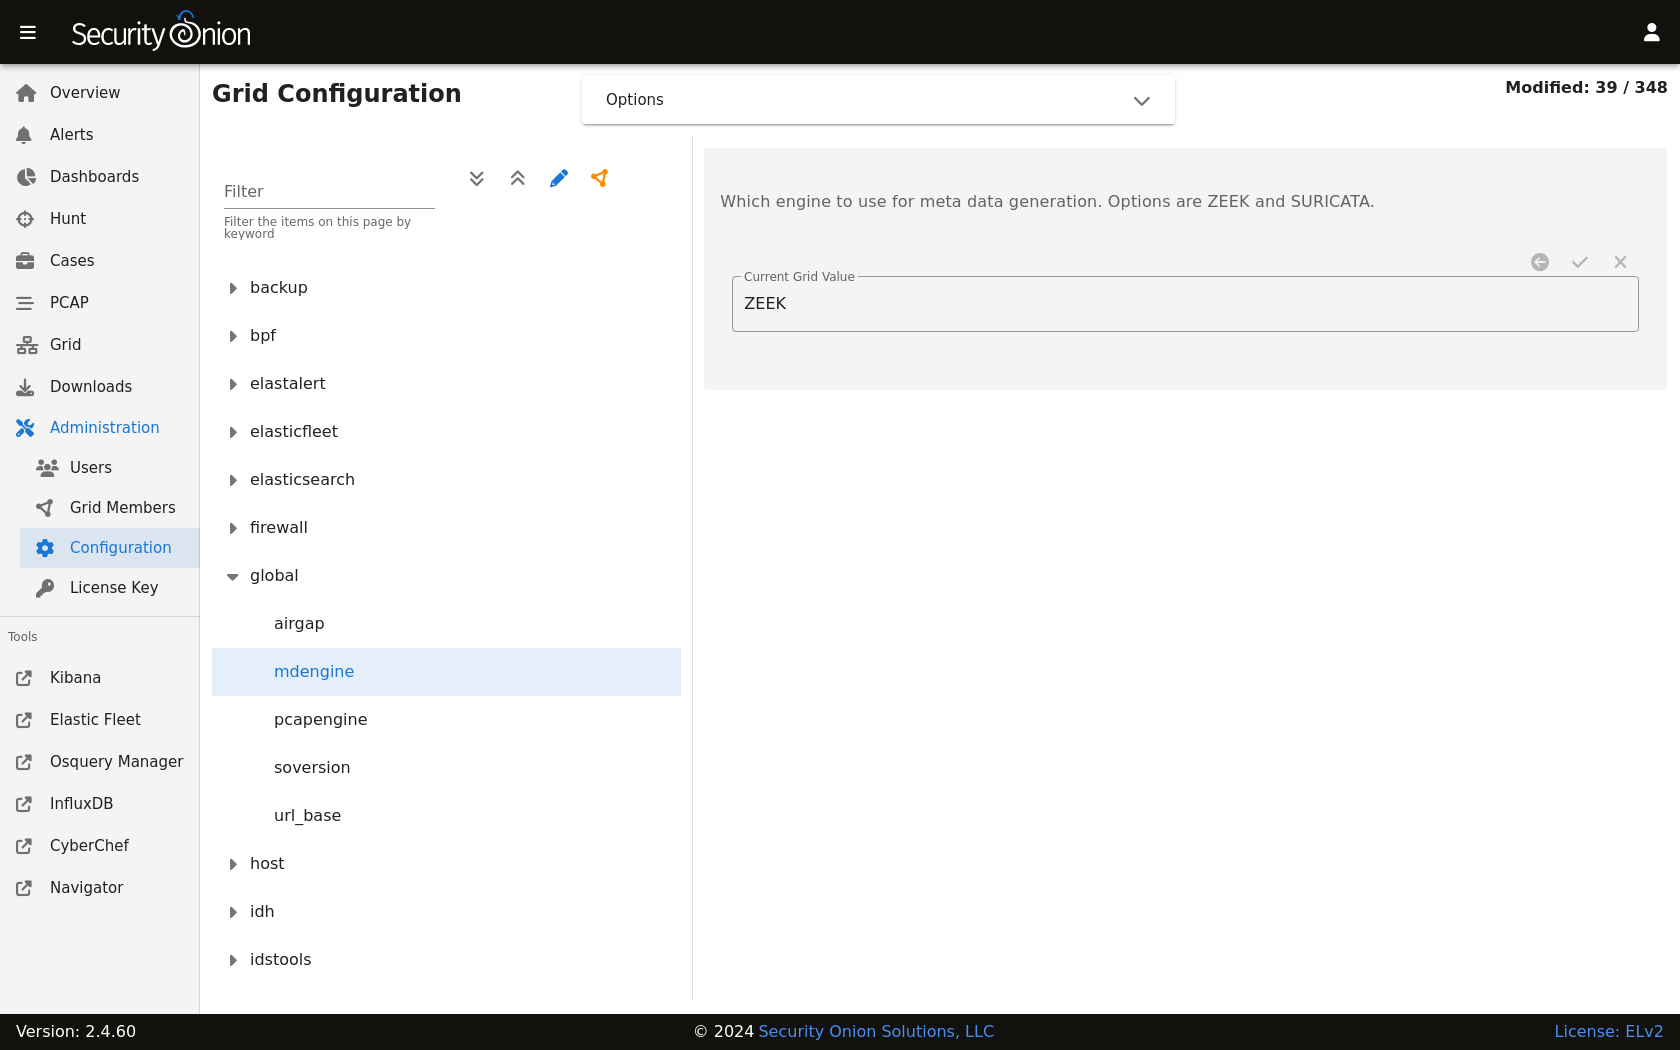 Security Onion
Overview
Alerts
Dashboards
Hunt
Cases
PCAP
Grid
Downloads
Administration
Users
Grid Members
Configuration
License Key
Tools
Kibana
Elastic Fleet
Osquery Manager
InfluxDB
CyberChef
Navigator
Grid Configuration
Options
Modified: 39 / 348
Filter
Filter the items on this page by
keyword
backup
bpf
elastalert
elasticfleet
elasticsearch
firewall
global
airgap
mdengine
pcapengine
soversion
url_base
host
idh
idstools
Which engine to use for meta data generation. Options are ZEEK and SURICATA.
Current Grid Value
ZEEK
Version: 2.4.60
© 2024 Security Onion Solutions, LLC
License: ELv2